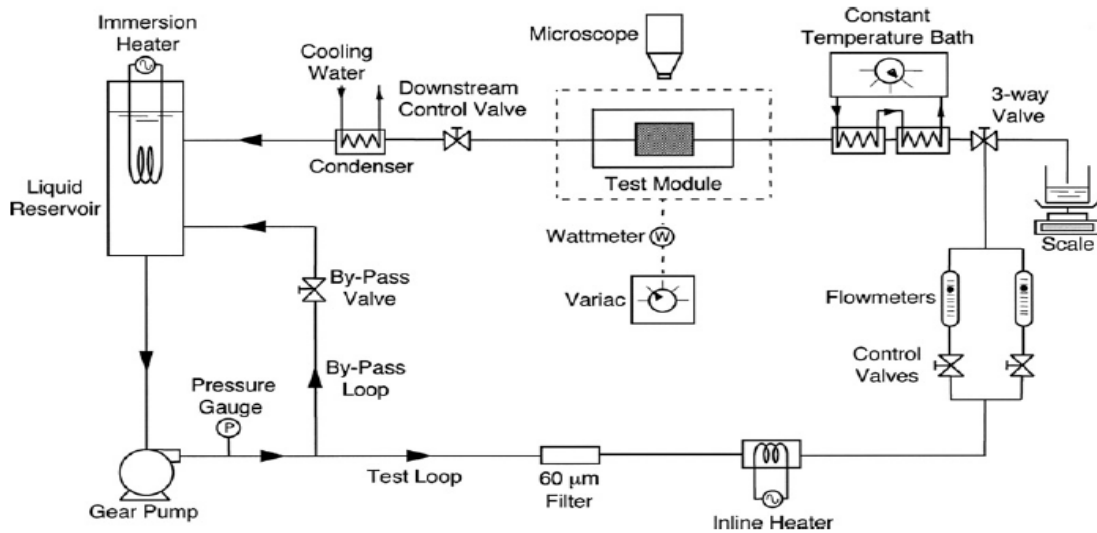 Immersion
Heater
Cooling
Water
Downstream
Control Valve
Microscope
Constant
Temperature Bath
3-way
Valve
Condenser
Test Module
Liquid
Reservoir
Wattmeter
W
Scale
By-Pass
Valve
Variac
Flowmeters
Control
Valves
By-Pass
Loop
Pressure
Gauge
P
Test Loop
60 μm
Filter
Gear Pump
Inline Heater